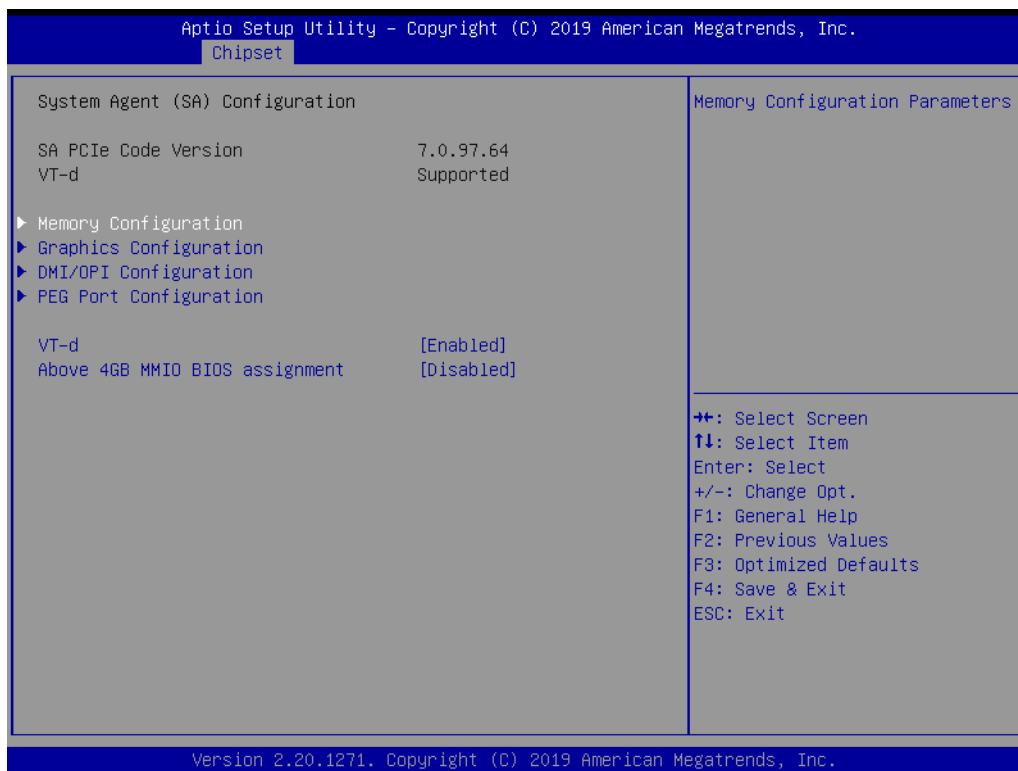 Aptio Setup Utility – Copyright (C) 2019 American Megatrends, Inc.
Chipset
System Agent (SA) Configuration
SA PCIe Code Version 7.0.97.64
VT-d Supported
Memory Configuration
Graphics Configuration
DMI/OPI Configuration
PEG Port Configuration
VT-d [Enabled]
Above 4GB MMIO BIOS assignment [Disabled]
Memory Configuration Parameters
→←: Select Screen
↑↓: Select Item
Enter: Select
+/-: Change Opt.
F1: General Help
F2: Previous Values
F3: Optimized Defaults
F4: Save & Exit
ESC: Exit
Version 2.20.1271. Copyright (C) 2019 American Megatrends, Inc.